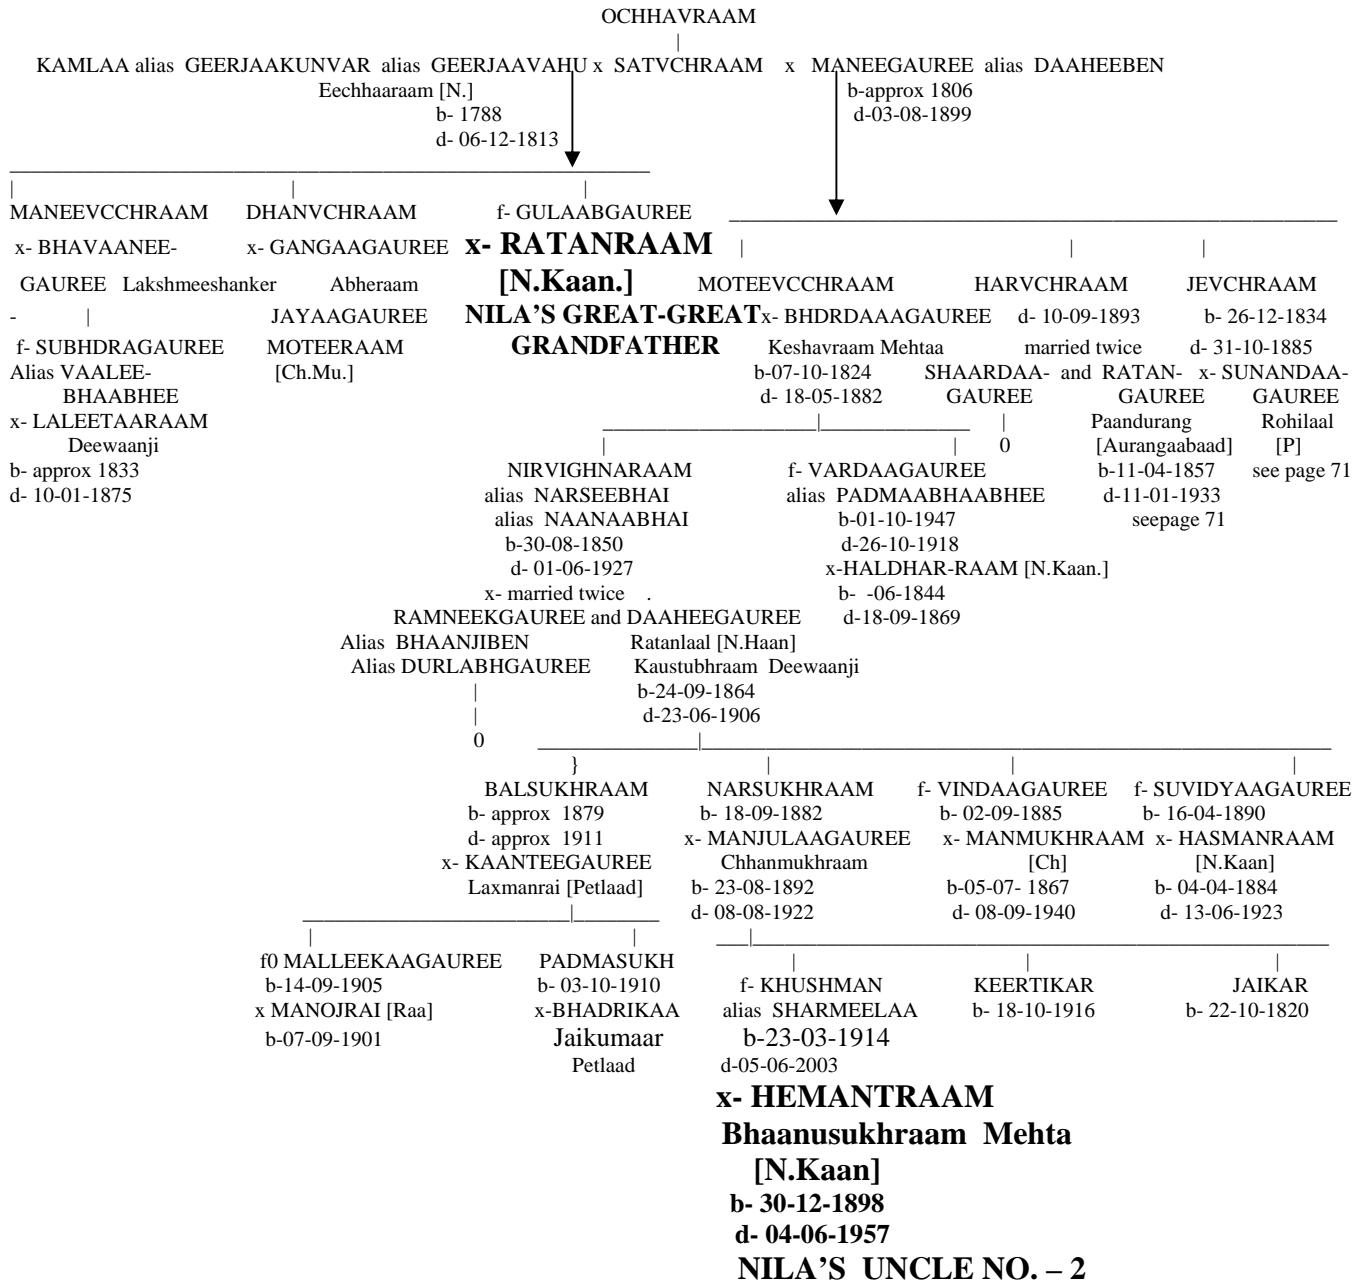 OCHHAVRAAM
|
KAMLAA alias GEERJAAKUNVAR alias GEERJAAVAHU x SATVCHRAAM x MANEEGAUREE alias DAAHEEBEN
Eechhaaraam [N.] b-approx 1806
b- 1788 d-03-08-1899
d- 06-12-1813
MANEEVCCHRAAM DHANVCHRAAM f- GULAABGAUREE
x- BHAVAANEE- x- GANGAAGAUREE x- RATANRAAM
GAUREE Lakshmeeshanker Abheraam [N.Kaan.] MOTEEVCCHRAAM HARVCHRAAM JEVCHRAAM
- | JAYAAGAUREE NILA'S GREAT-GREAT x- BHDRDAAAGAUREE d- 10-09-1893 b- 26-12-1834
f- SUBHDRAGAUREE MOTEERAAM GRANDFATHER Keshavraam Mehtaa married twice d- 31-10-1885
Alias VAALEE- [Ch.Mu.] b-07-10-1824 SHAARDAA- and RATAN- x- SUNANDAA-
BHAABHEE d- 18-05-1882 GAUREE GAUREE GAUREE
x- LALEETAARAAM | Paandurang Rohilaal
Deewaanji 0 [Aurangaabaad] [P]
b- approx 1833 NIRVIGHNARAAM f- VARDAAGAUREE b-11-04-1857 see page 71
d- 10-01-1875 alias NARSEEBHAI alias PADMAABHAABHEE d-11-01-1933
alias NAANAABHAI b-01-10-1947 seepage 71
b-30-08-1850 d-26-10-1918
d- 01-06-1927 x-HALDHAR-RAAM [N.Kaan.]
x- married twice . b- -06-1844
RAMNEEKGAUREE and DAAHEEGAUREE d-18-09-1869
Alias BHAANJIBEN Ratanlaal [N.Haan]
Alias DURLABHGAUREE Kaustubhraam Deewaanji
| b-24-09-1864
| d-23-06-1906
0
}
BALSUKHRAAM NARSUKHRAAM f- VINDAAGAUREE f- SUVIDYAAGAUREE
b- approx 1879 b- 18-09-1882 b- 02-09-1885 b- 16-04-1890
d- approx 1911 x- MANJULAAGAUREE x- MANMUKHRAAM x- HASMANRAAM
x- KAANTEEGAUREE Chhanmukhraam [Ch] [N.Kaan]
Laxmanrai [Petlaad] b- 23-08-1892 b-05-07- 1867 b- 04-04-1884
d- 08-08-1922 d- 08-09-1940 d- 13-06-1923
f0 MALLEEKAAGAUREE PADMASUKH f- KHUSHMAN KEERTIKAR JAIKAR
b-14-09-1905 b- 03-10-1910 alias SHARMEELAA b- 18-10-1916 b- 22-10-1820
x MANOJRAI [Raa] x-BHADRIKAA b-23-03-1914
b-07-09-1901 Jaikumaar d-05-06-2003
Petlaad
x- HEMANTRAAM
Bhaanusukhraam Mehta
[N.Kaan]
b- 30-12-1898
d- 04-06-1957
NILA'S UNCLE NO. – 2